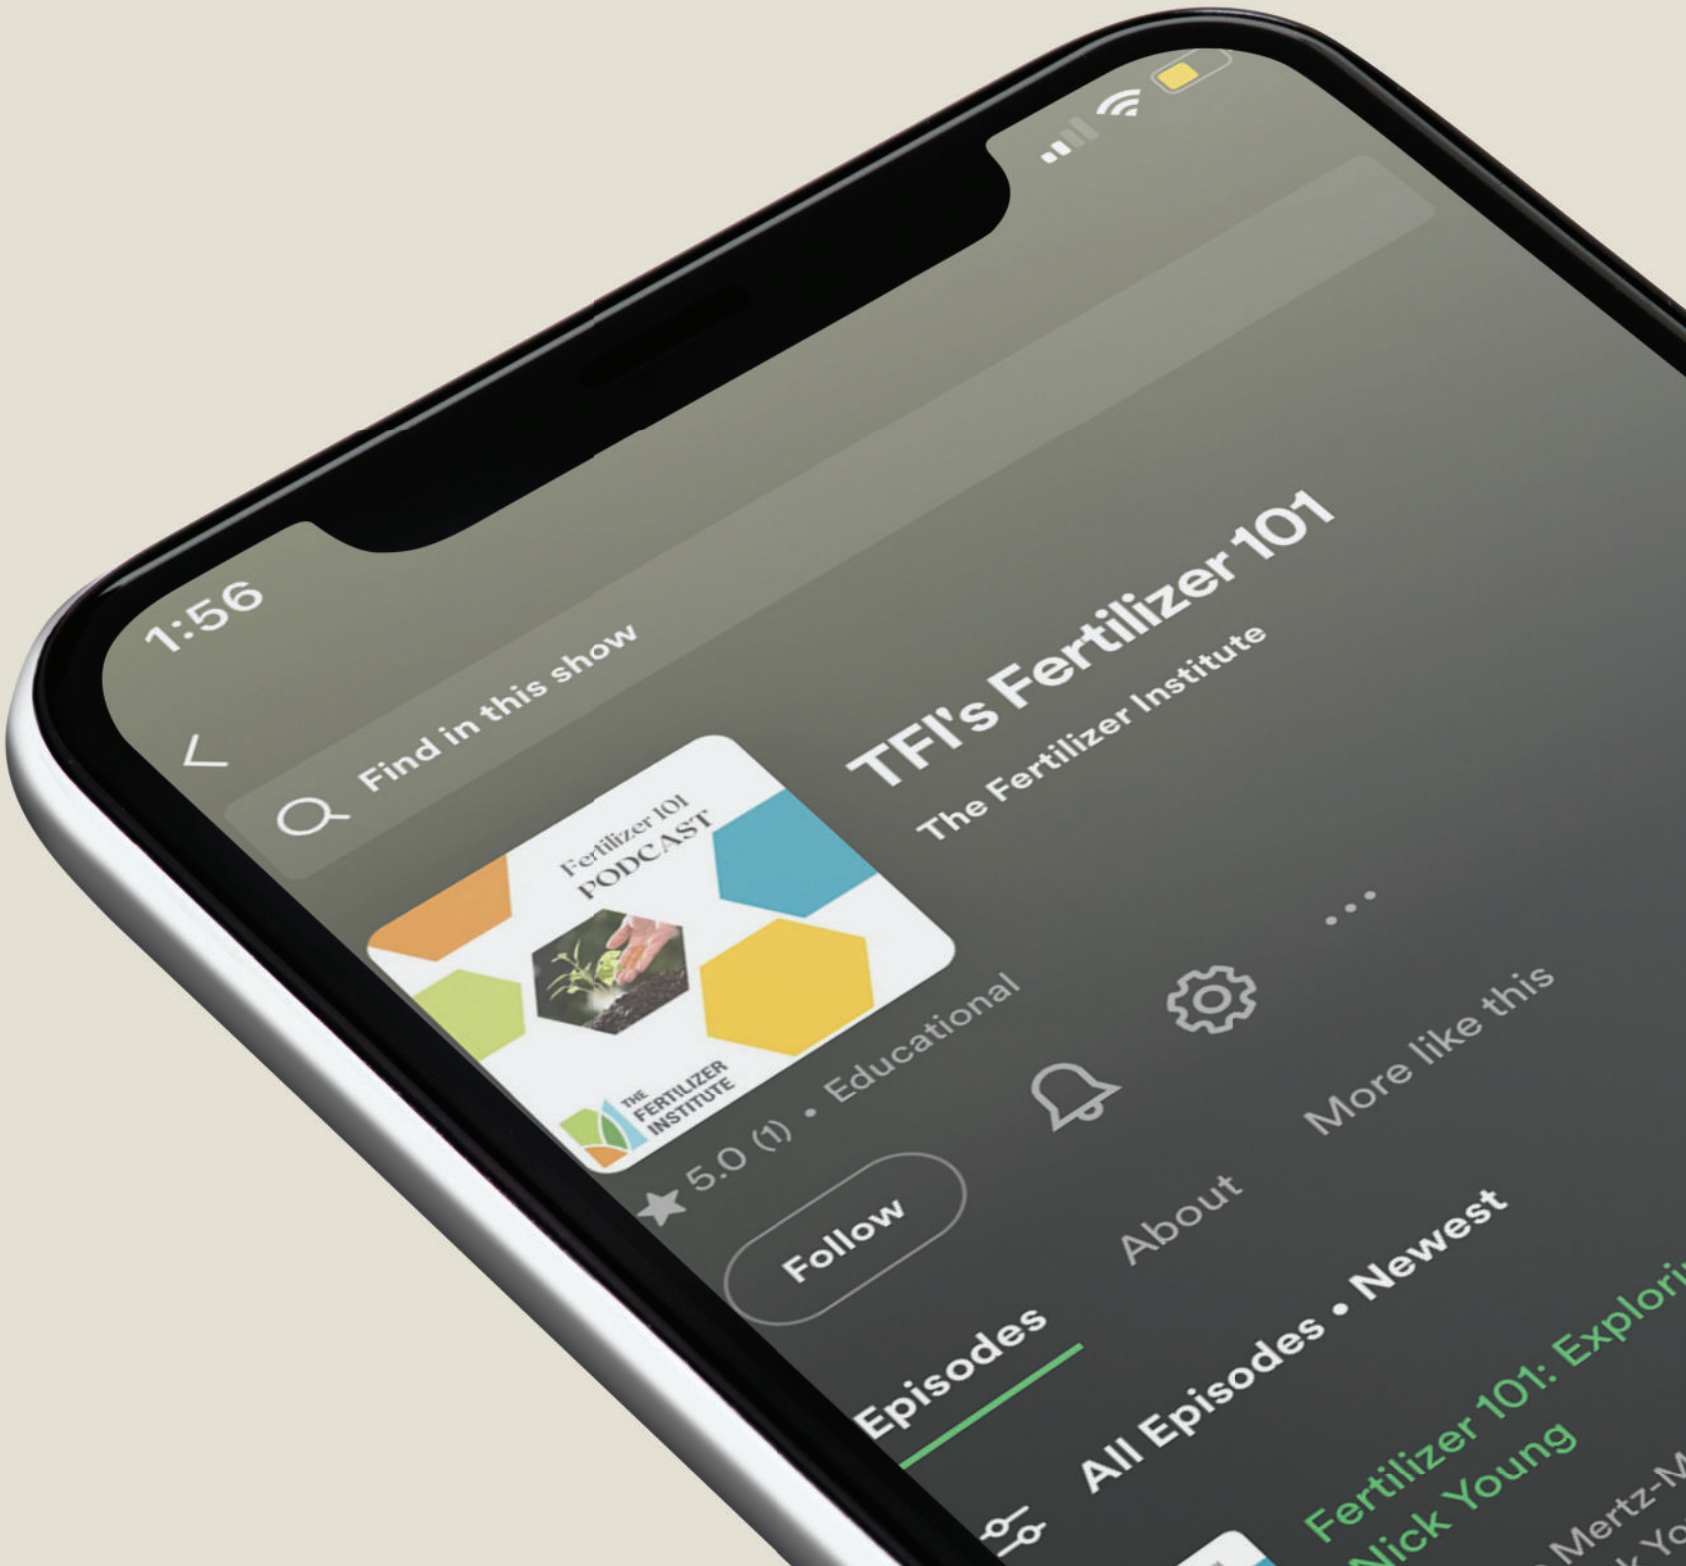 1:56
Find in this show
Fertilizer 101
PODCAST
THE
FERTILIZER
INSTITUTE
TFI's Fertilizer 101
The Fertilizer Institute
5.0 (1) • Educational
Follow
Episodes
About
More like this
All Episodes • Newest
Fertilizer 101:
Nick Young
Mertz-